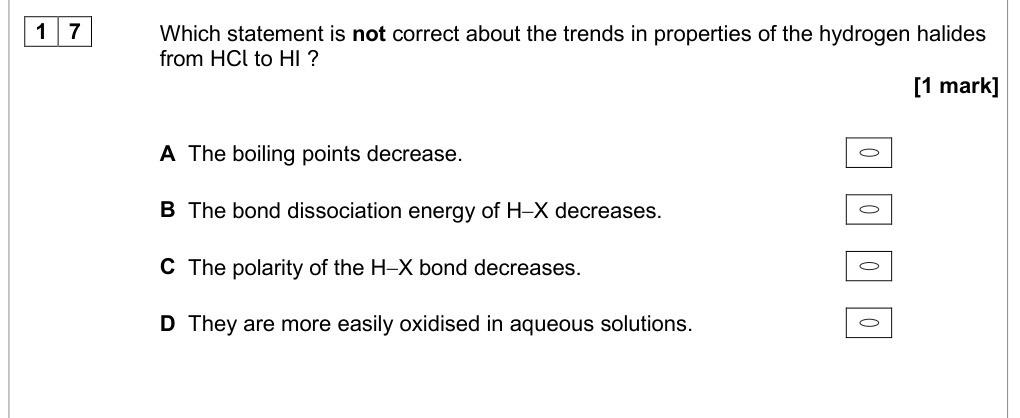 1 7 Which statement is not correct about the trends in properties of the hydrogen halides
from HCl to HI ?
[1 mark]
A The boiling points decrease.
B The bond dissociation energy of H–X decreases.
C The polarity of the H–X bond decreases.
D They are more easily oxidised in aqueous solutions.